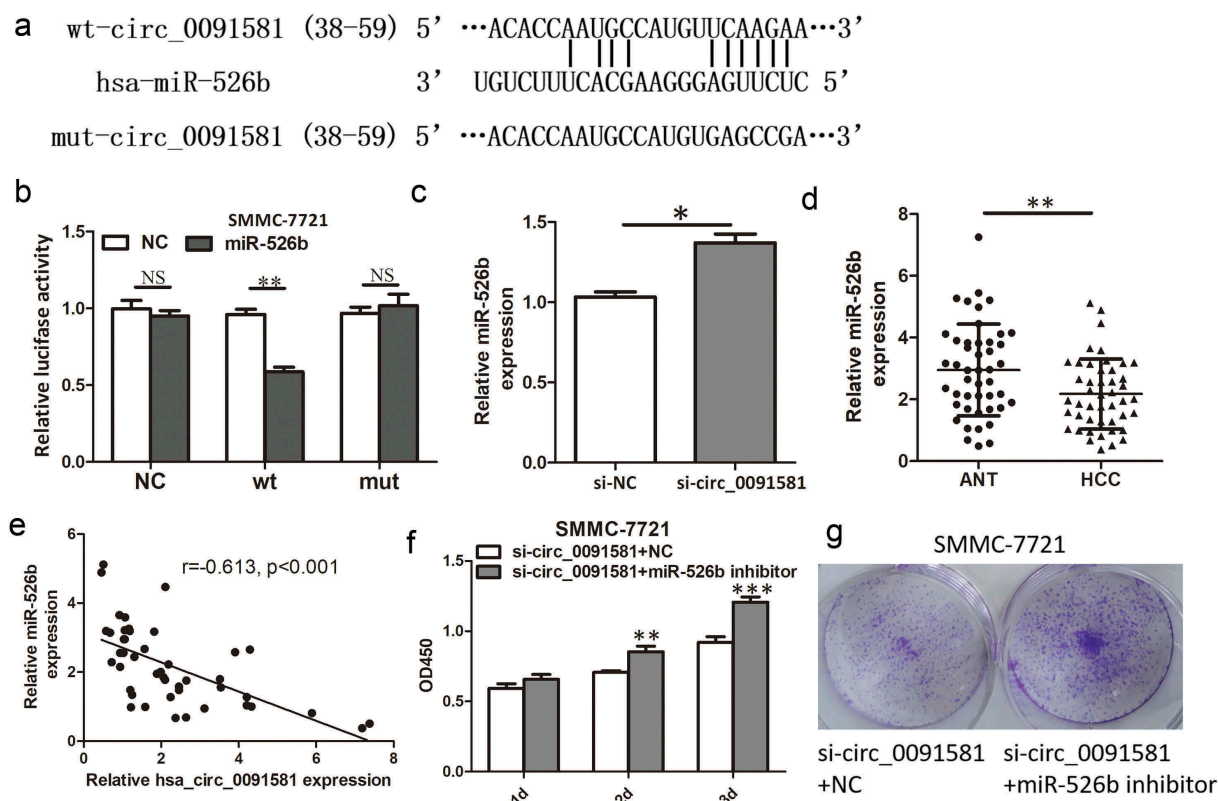 a
wt-circ_0091581 (38-59) 5' ···ACACCAAUGCCAUGUUCAAGAA···3'
hsa-miR-526b 3' UGUCUUUCACGAAGGGAGUUCUC 5'
mut-circ_0091581 (38-59) 5' ···ACACCAAUGCCAUGUGAGCCGA···3'
b
SMMC-7721
NC miR-526b
Relative lucifase activity
1.5
1.0
0.5
0.0
NS
**
NS
NC wt mut
c
Relative miR-526b
expression
1.5
1.0
0.5
0.0
*
si-NC si-circ_0091581
d
Relative miR-526b
expression
8
6
4
2
0
**
ANT HCC
e
Relative miR-526b
expression
6
4
2
0
r=-0.613, p<0.001
0 2 4 6 8
Relative hsa_circ_0091581 expression
f
SMMC-7721
si-circ_0091581+NC
si-circ_0091581+miR-526b inhibitor
OD450
1.5
1.0
0.5
0.0
**
***
1d 2d 3d
g
SMMC-7721
si-circ_0091581
+NC
si-circ_0091581
+miR-526b inhibitor